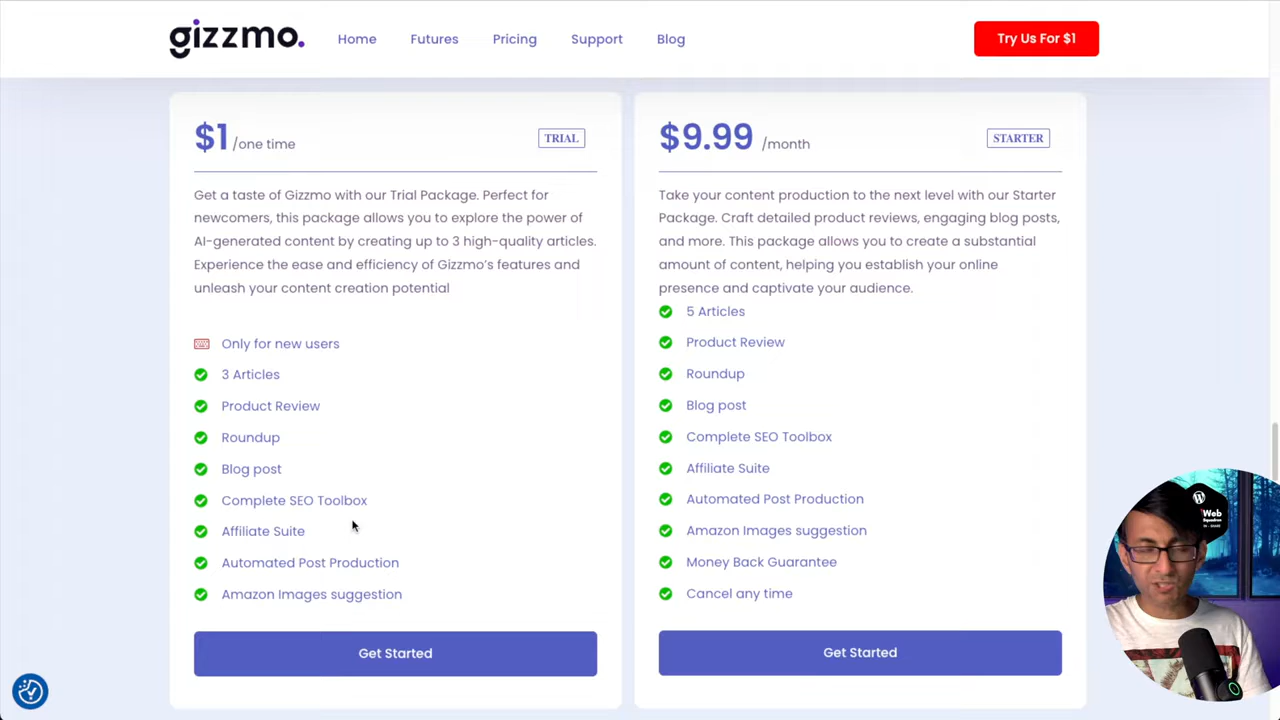 gizzmo.
Home
Futures
Pricing
Support
Blog
Try Us For $1
$1 /one time
TRIAL
Get a taste of Gizzmo with our Trial Package. Perfect for
newcomers, this package allows you to explore the power of
AI-generated content by creating up to 3 high-quality articles.
Experience the ease and efficiency of Gizzmo's features and
unleash your content creation potential
Only for new users
3 Articles
Product Review
Roundup
Blog post
Complete SEO Toolbox
Affiliate Suite
Automated Post Production
Amazon Images suggestion
Get Started
$9.99 /month
STARTER
Take your content production to the next level with our Starter
Package. Craft detailed product reviews, engaging blog posts,
and more. This package allows you to create a substantial
amount of content, helping you establish your online
presence and captivate your audience.
5 Articles
Product Review
Roundup
Blog post
Complete SEO Toolbox
Affiliate Suite
Automated Post Production
Amazon Images suggestion
Money Back Guarantee
Cancel any time
Get Started
Web
Squadron